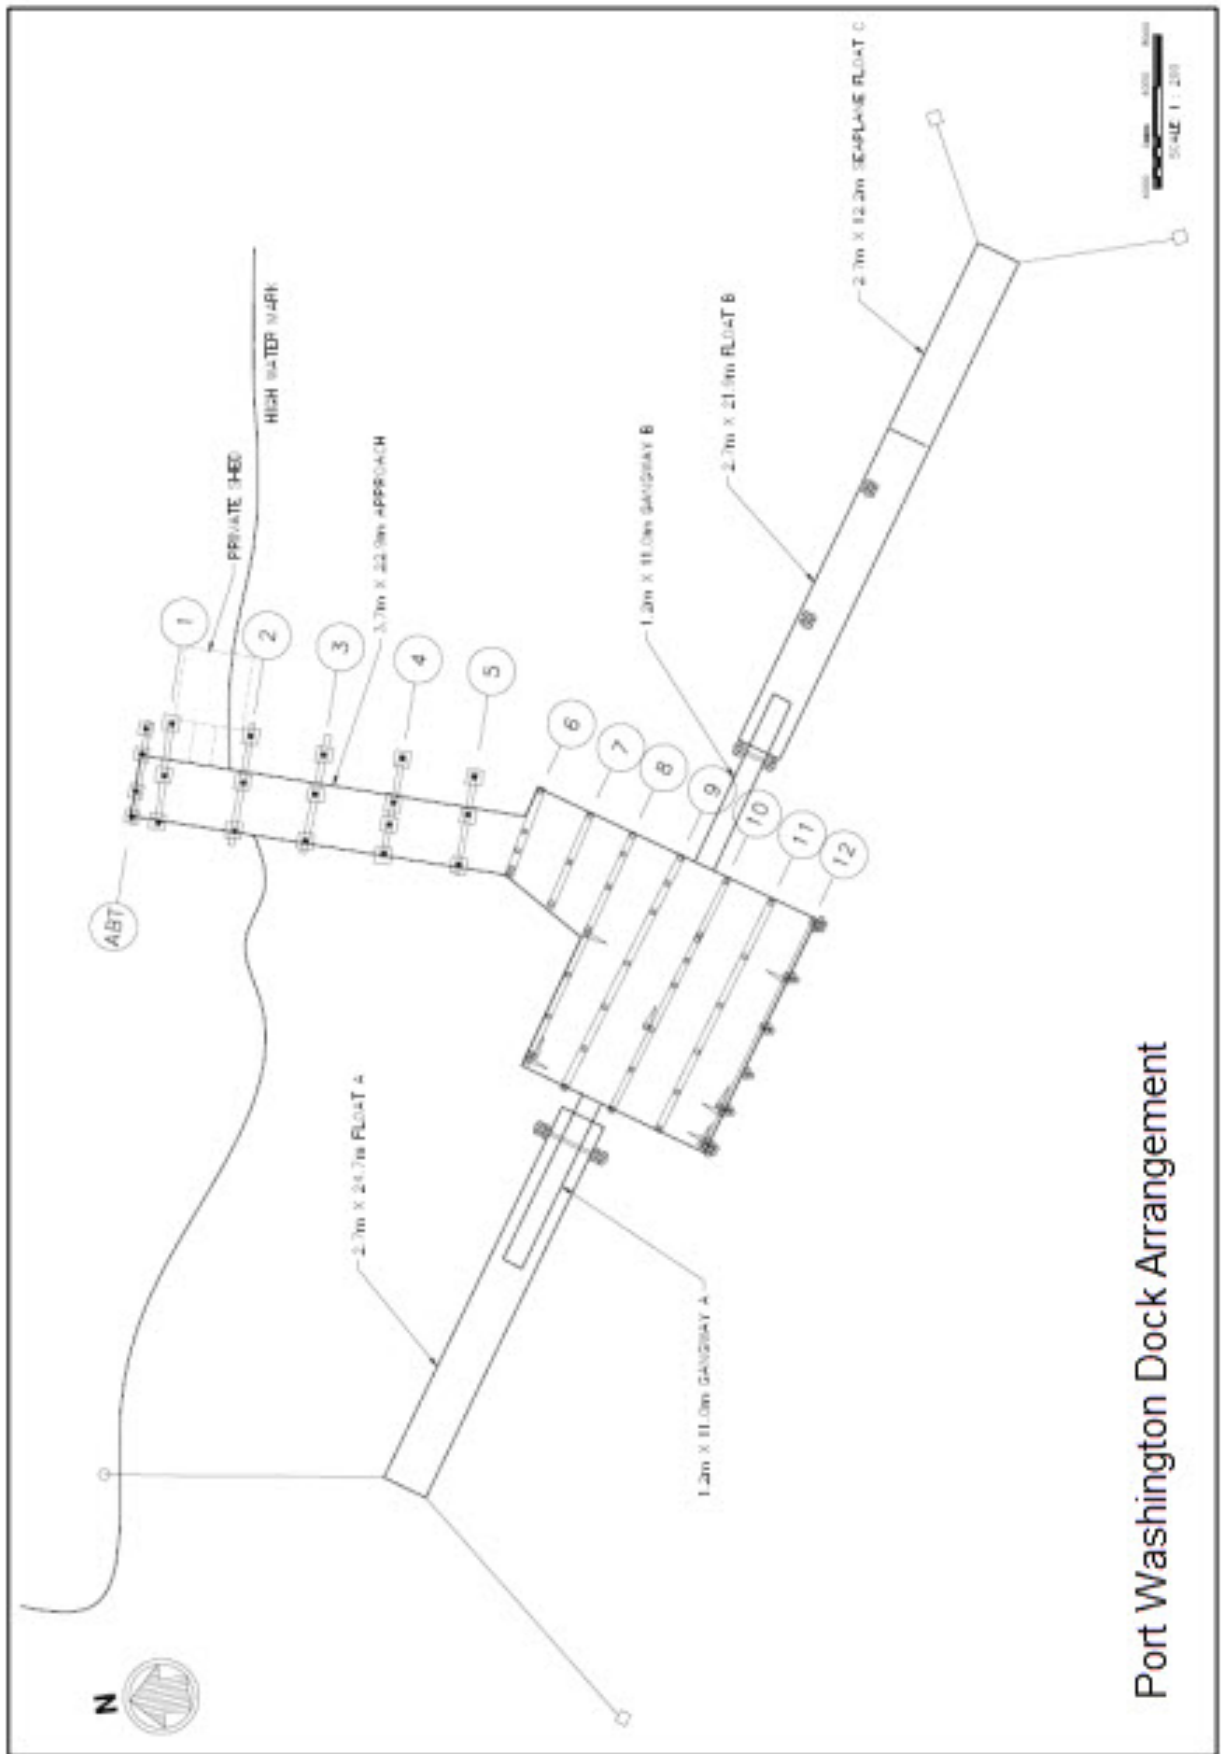 N
ABT
1
2
3
4
5
6
7
8
9
10
11
12
PRIVATE SHED
HIGH WATER MARK
3.7m X 22.9m APPROACH
2.7m X 24.7m FLOAT A
1.2m X 11.0m GANGWAY A
1.2m X 11.0m GANGWAY B
2.7m X 21.9m FLOAT B
2.7m X 12.2m SEAPLANE FLOAT C
SCALE 1 : 200
Port Washington Dock Arrangement